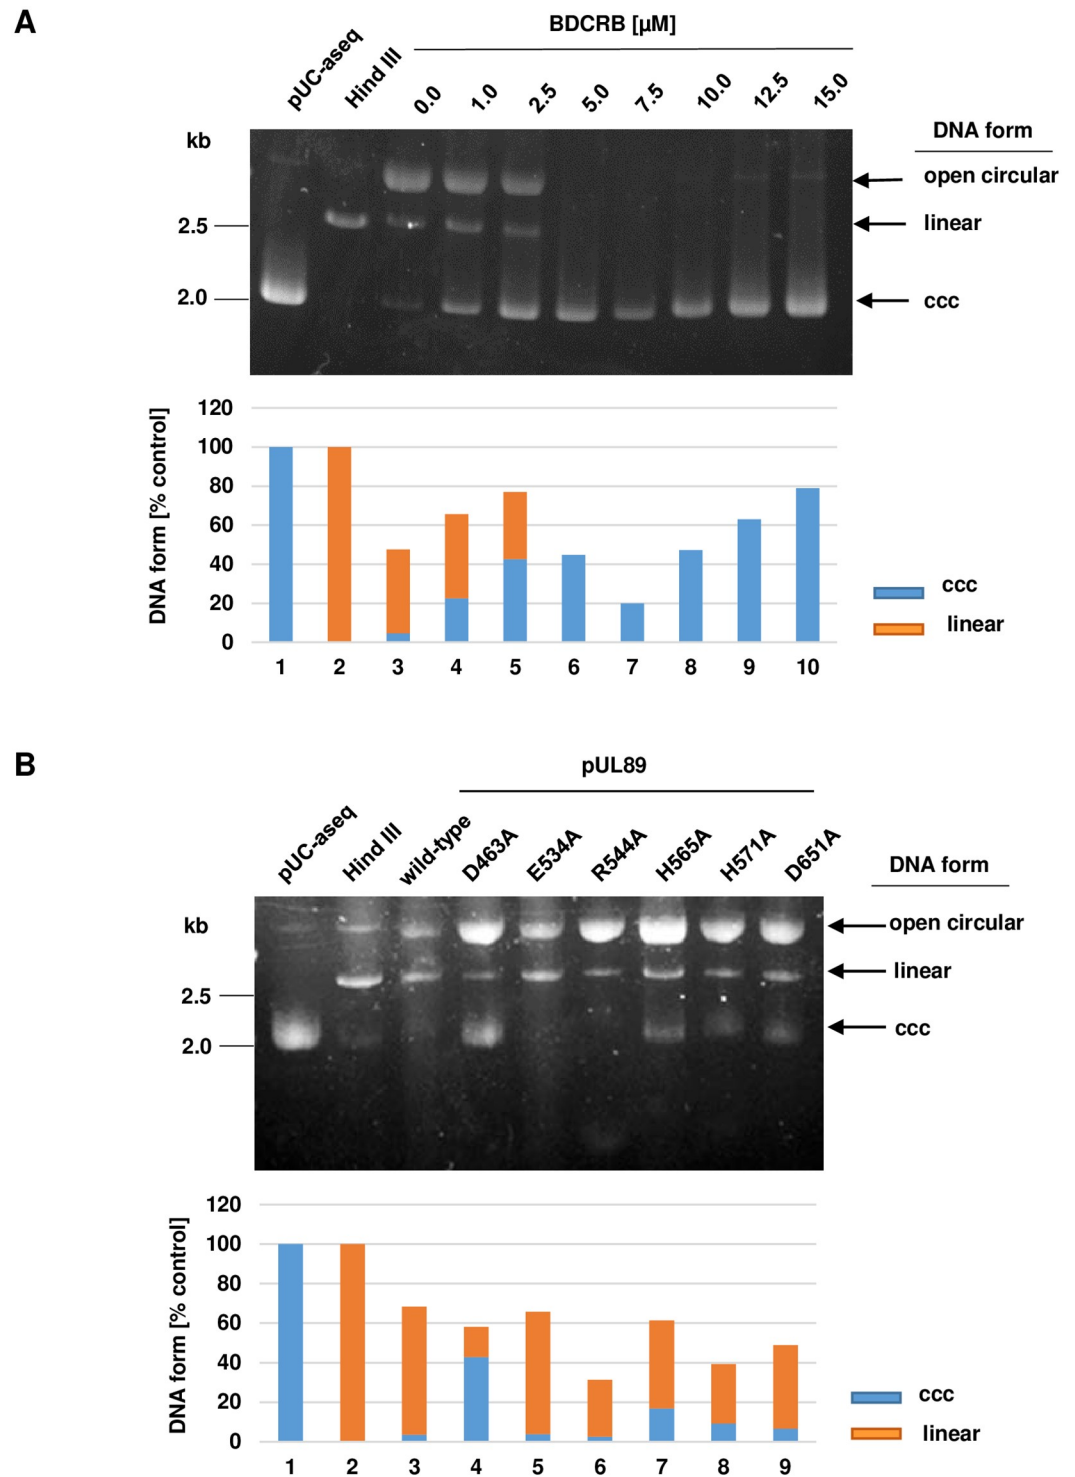 A
BDCRB [µM]
pUC-aseq
Hind III
0.0
1.0
2.5
5.0
7.5
10.0
12.5
15.0
kb
DNA form
open circular
2.5
linear
2.0
ccc
DNA form [% control]
120
100
80
60
40
20
0
1 2 3 4 5 6 7 8 9 10
ccc
linear
B
pUL89
pUC-aseq
Hind III
wild-type
D463A
E534A
R544A
H565A
H571A
D651A
DNA form
kb
open circular
linear
2.5
ccc
2.0
DNA form [% control]
120
100
80
60
40
20
0
1 2 3 4 5 6 7 8 9
ccc
linear